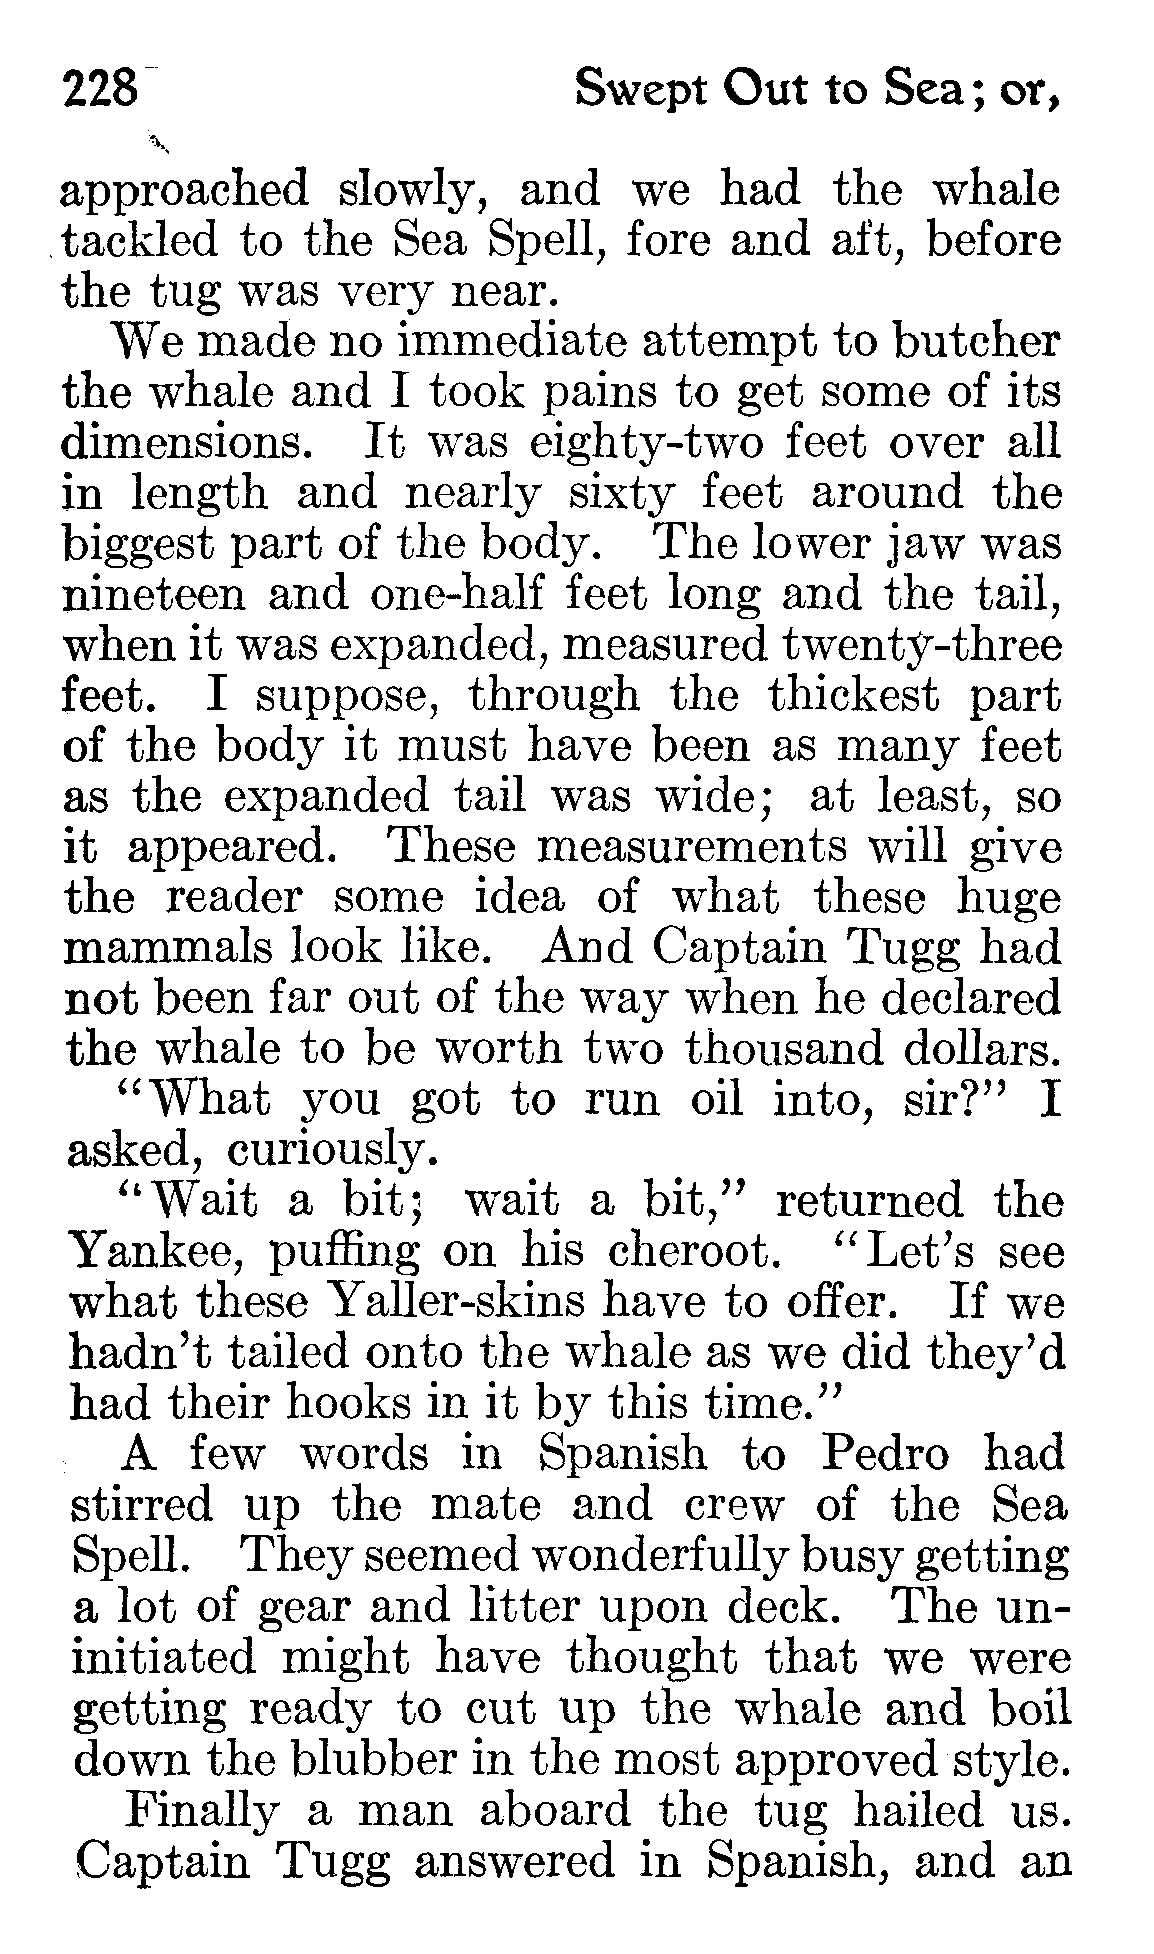 228 Swept Out to Sea; or,
approached slowly, and we had the whale
tackled to the Sea Spell, fore and aft, before
the tug was very near.
We made no immediate attempt to butcher
the whale and I took pains to get some of its
dimensions. It was eighty-two feet over all
in length and nearly sixty feet around the
biggest part of the body. The lower jaw was
nineteen and one-half feet long and the tail,
when it was expanded, measured twenty-three
feet. I suppose, through the thickest part
of the body it must have been as many feet
as the expanded tail was wide; at least, so
it appeared. These measurements will give
the reader some idea of what these huge
mammals look like. And Captain Tugg had
not been far out of the way when he declared
the whale to be worth two thousand dollars.
"What you got to run oil into, sir?" I
asked, curiously.
"Wait a bit; wait a bit," returned the
Yankee, puffing on his cheroot. "Let's see
what these Yaller-skins have to offer. If we
hadn't tailed onto the whale as we did they'd
had their hooks in it by this time."
A few words in Spanish to Pedro had
stirred up the mate and crew of the Sea
Spell. They seemed wonderfully busy getting
a lot of gear and litter upon deck. The un-
initiated might have thought that we were
getting ready to cut up the whale and boil
down the blubber in the most approved style.
Finally a man aboard the tug hailed us.
Captain Tugg answered in Spanish, and an